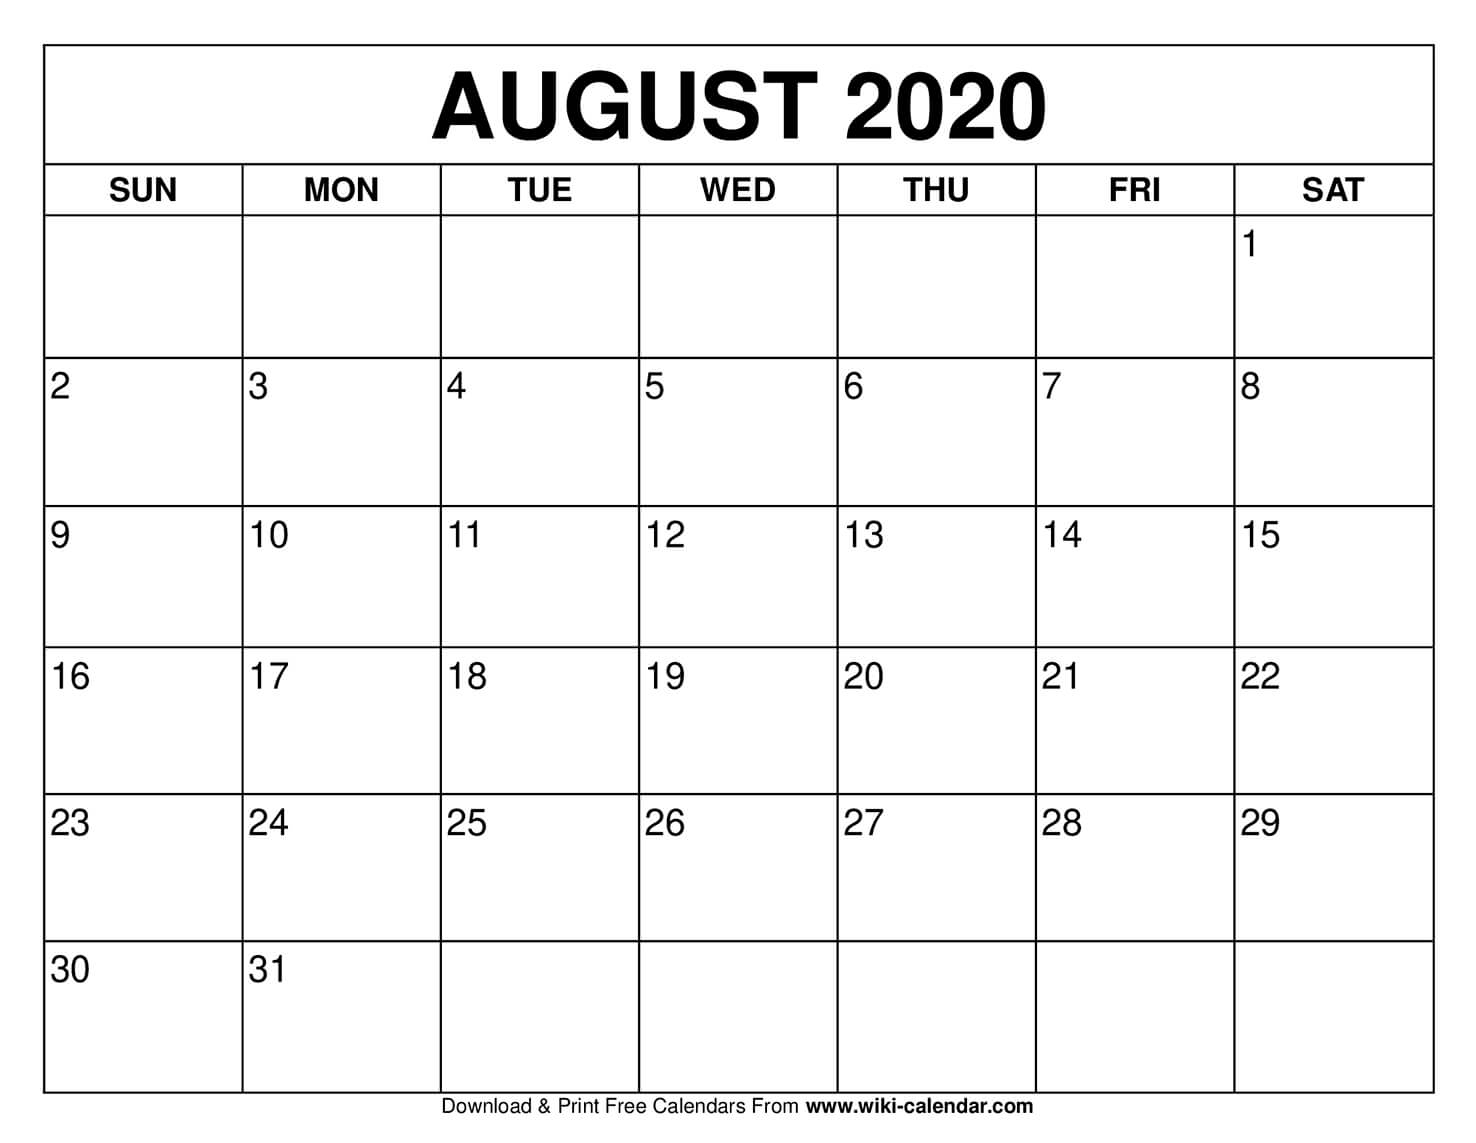 AUGUST 2020
SUN MON TUE WED THU FRI SAT
1
2 3 4 5 6 7 8
9 10 11 12 13 14 15
16 17 18 19 20 21 22
23 24 25 26 27 28 29
30 31
Download & Print Free Calendars From www.wiki-calendar.com